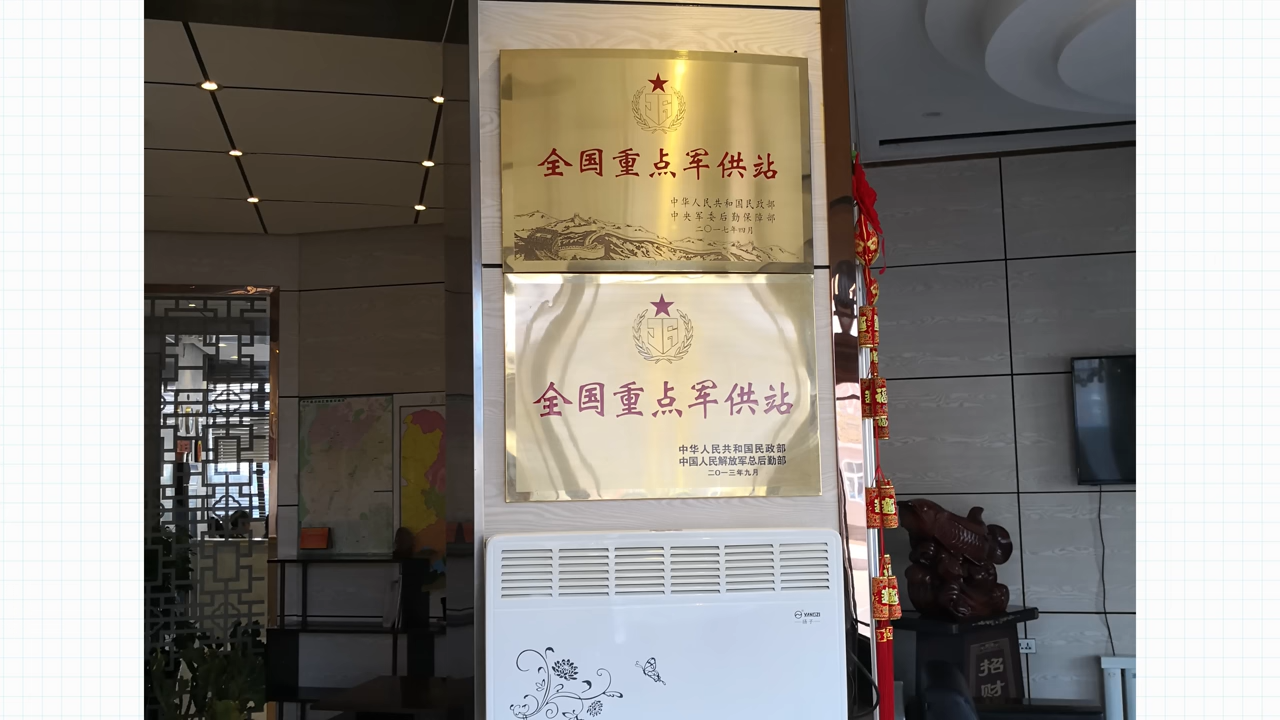 全国重点军供站
中华人民共和国民政部
中央军委后勤保障部
二〇一七年四月
全国重点军供站
中华人民共和国民政部
中国人民解放军总后勤部
二〇一三年九月
YANGZI
扬子
招财